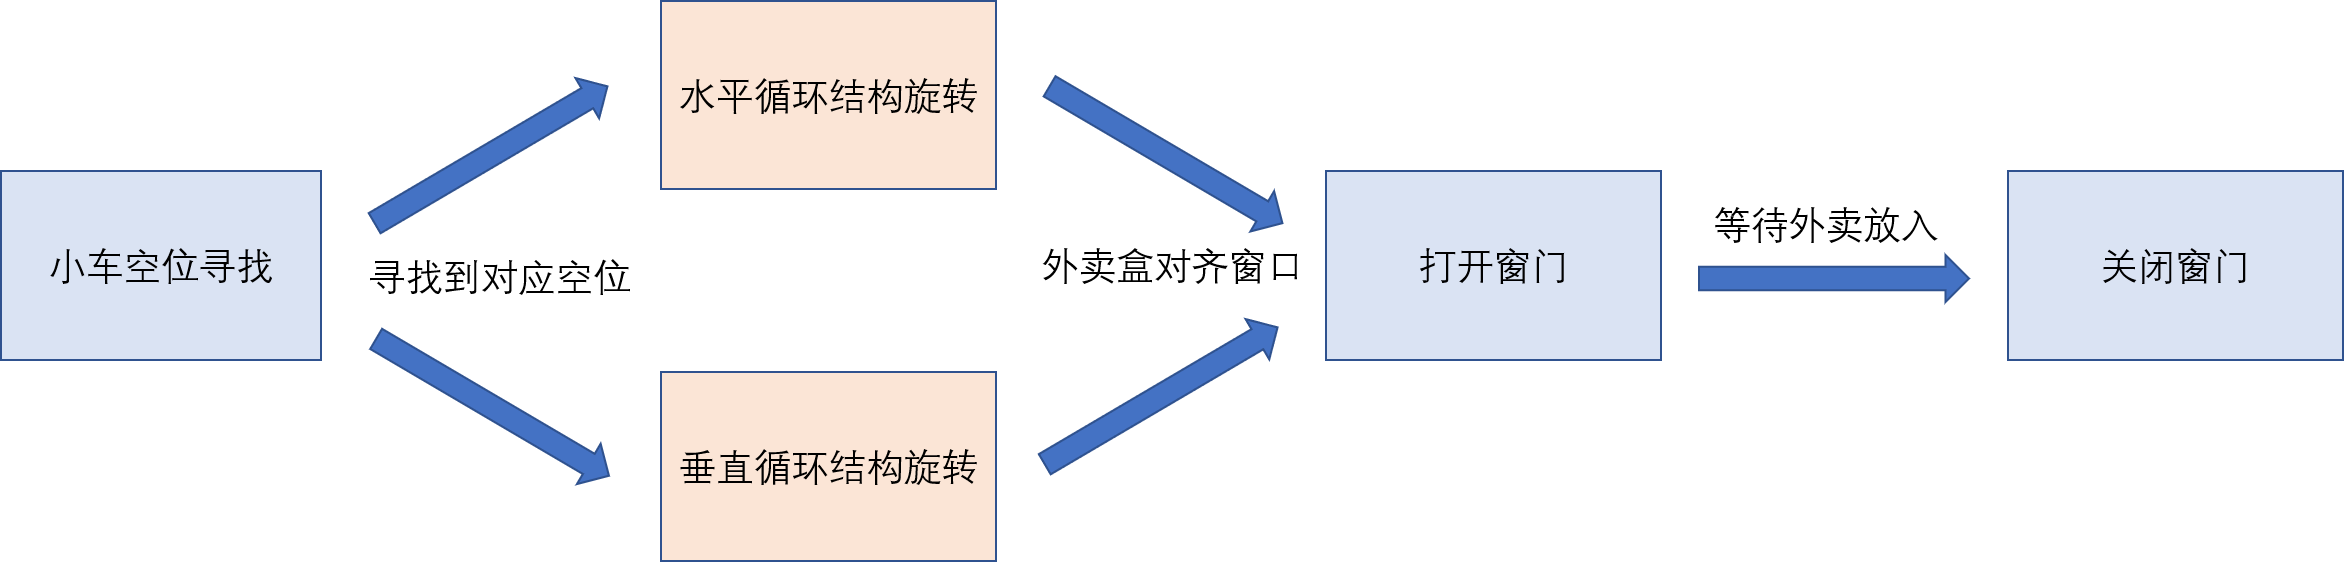 小车空位寻找
寻找到对应空位
水平循环结构旋转
垂直循环结构旋转
外卖盒对齐窗口
打开窗门
等待外卖放入
关闭窗门